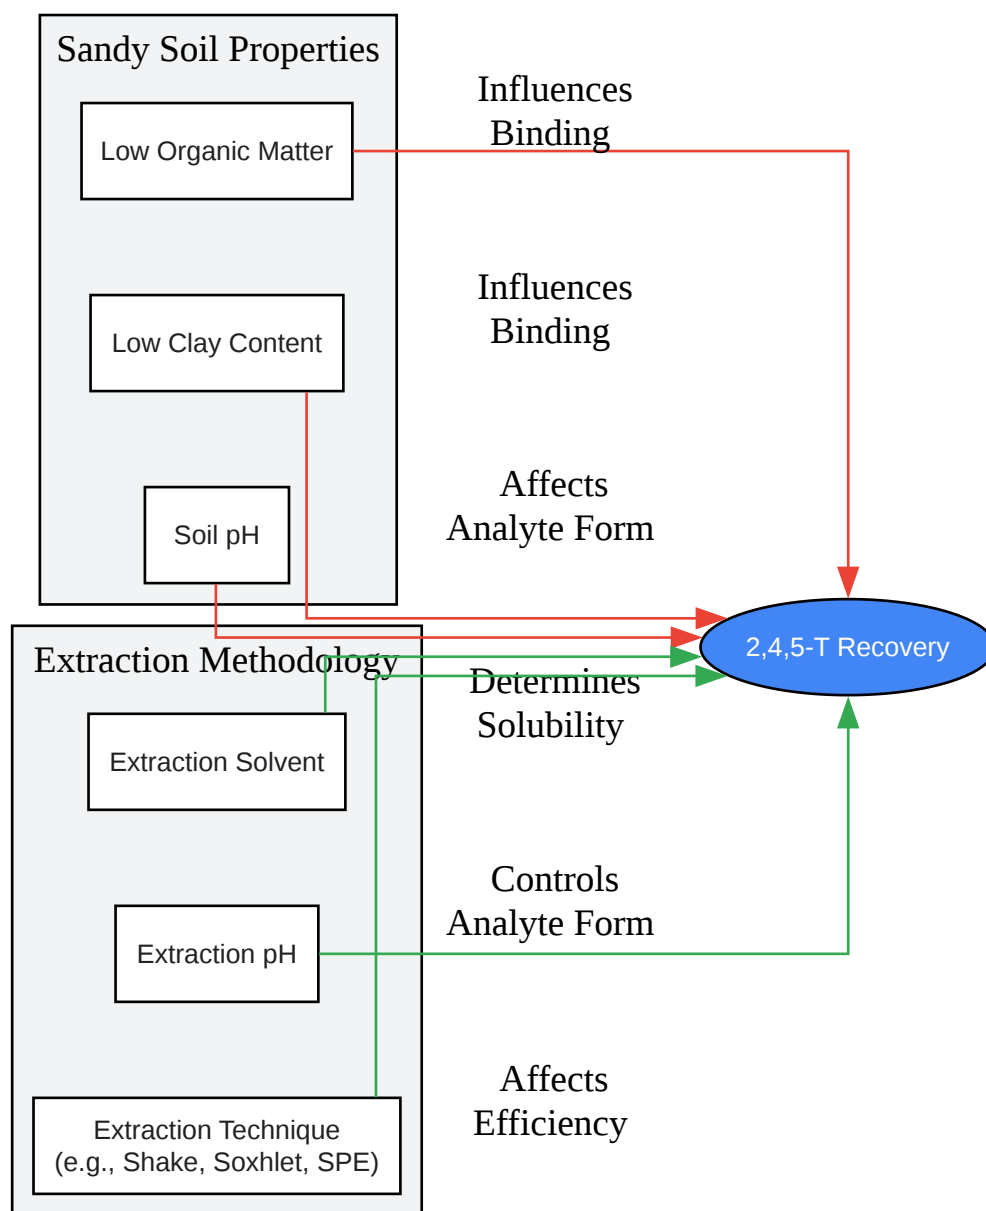 Sandy Soil Properties
Influences
Binding
Low Organic Matter
Influences
Binding
Low Clay Content
Affects
Analyte Form
Soil pH
2,4,5-T Recovery
Extraction Methodology
Determines
Solubility
Extraction Solvent
Controls
Analyte Form
Extraction pH
Affects
Efficiency
Extraction Technique
(e.g., Shake, Soxhlet, SPE)